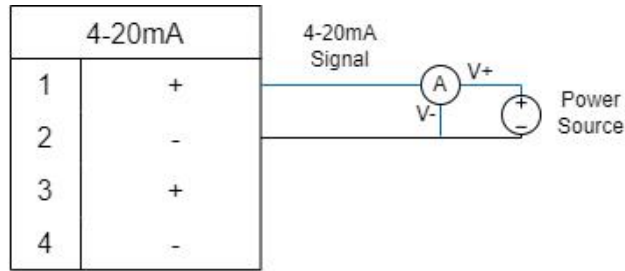 4-20mA
1 +
2 -
3 +
4 -
4-20mA
Signal
A
V+
V-
+
-
Power
Source